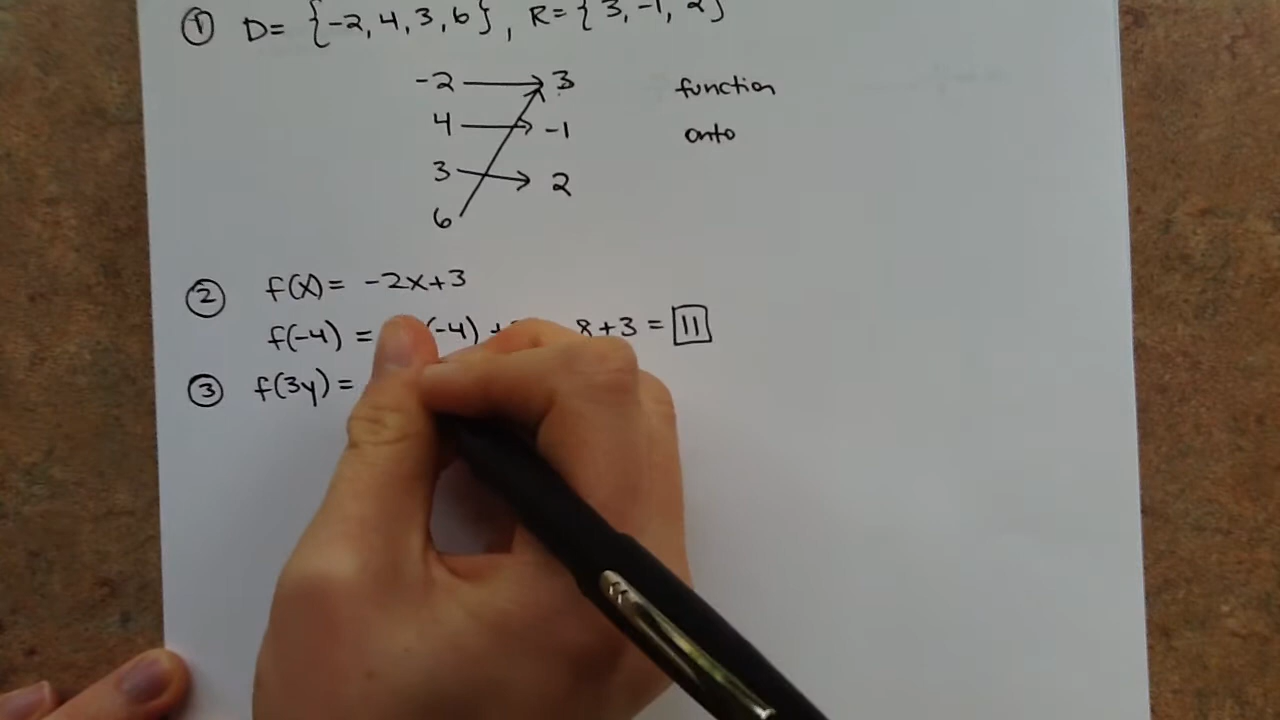 ① D= {-2, 4, 3, 6}, R= {3, -1, 2}
-2 → 3 function
4 → -1 onto
3 → 2
6
② f(x)= -2x+3
f(-4) = (-4) + 8+3 = 11
③ f(3y) =